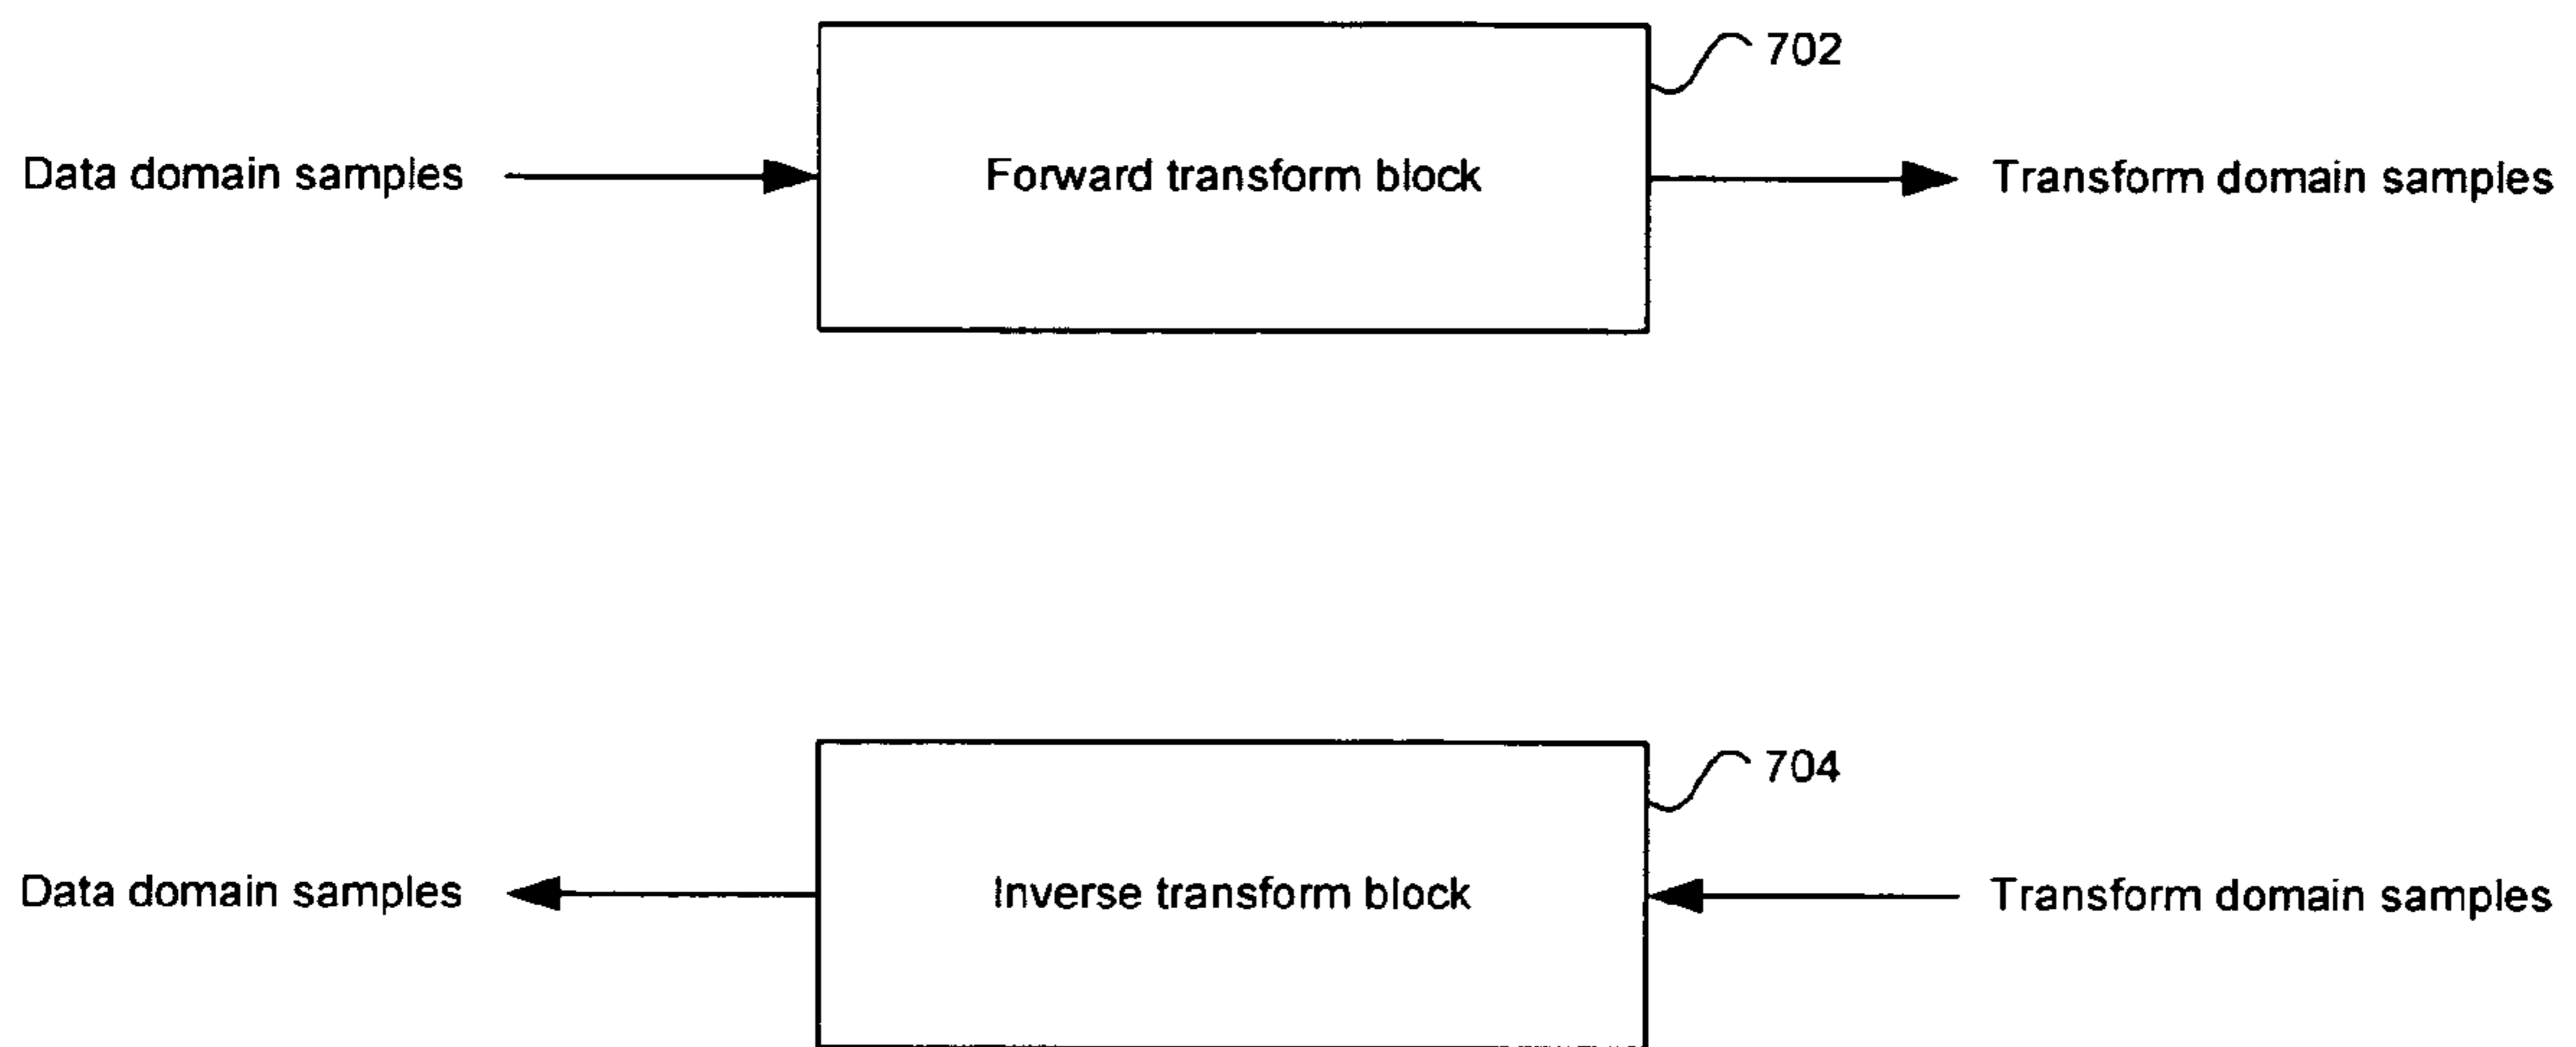 702
Data domain samples
Forward transform block
Transform domain samples
704
Data domain samples
Inverse transform block
Transform domain samples